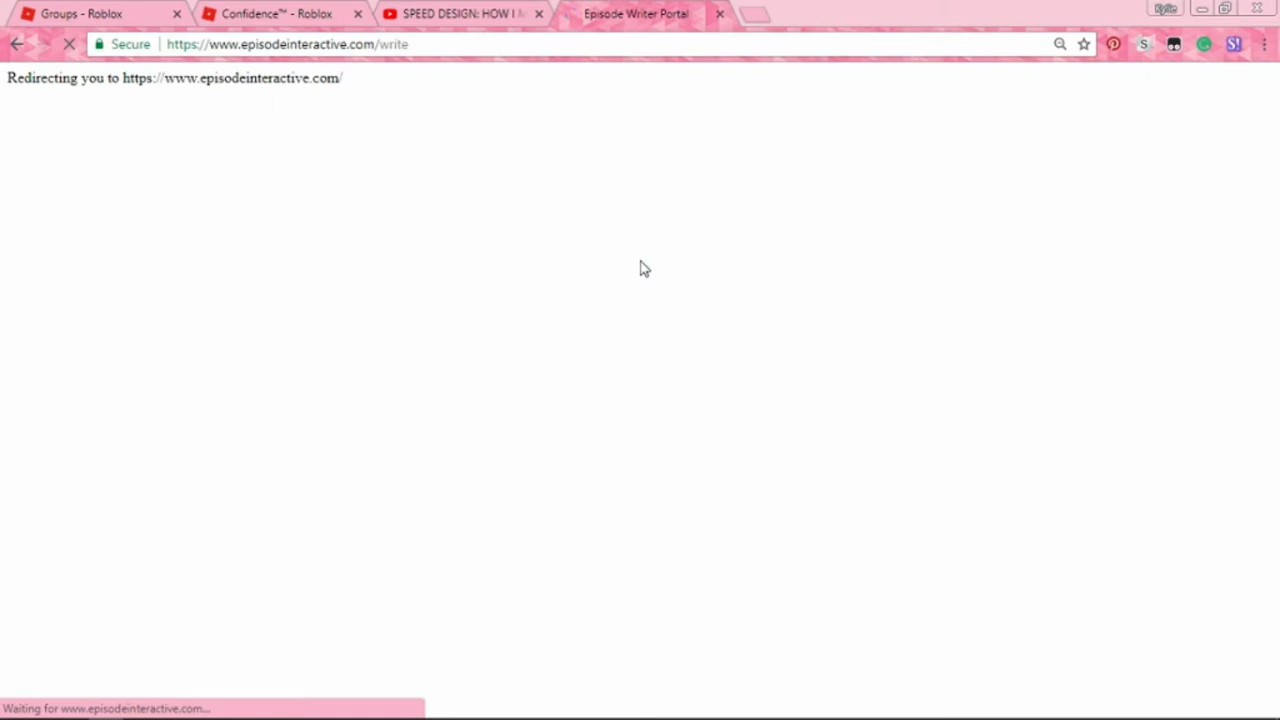 Groups - Roblox
Confidence™ - Roblox
SPEED DESIGN: HOW I
Episode Writer Portal
Kylie
Secure
https://www.episodeinteractive.com/write
Redirecting you to https://www.episodeinteractive.com/
Waiting for www.episodeinteractive.com...